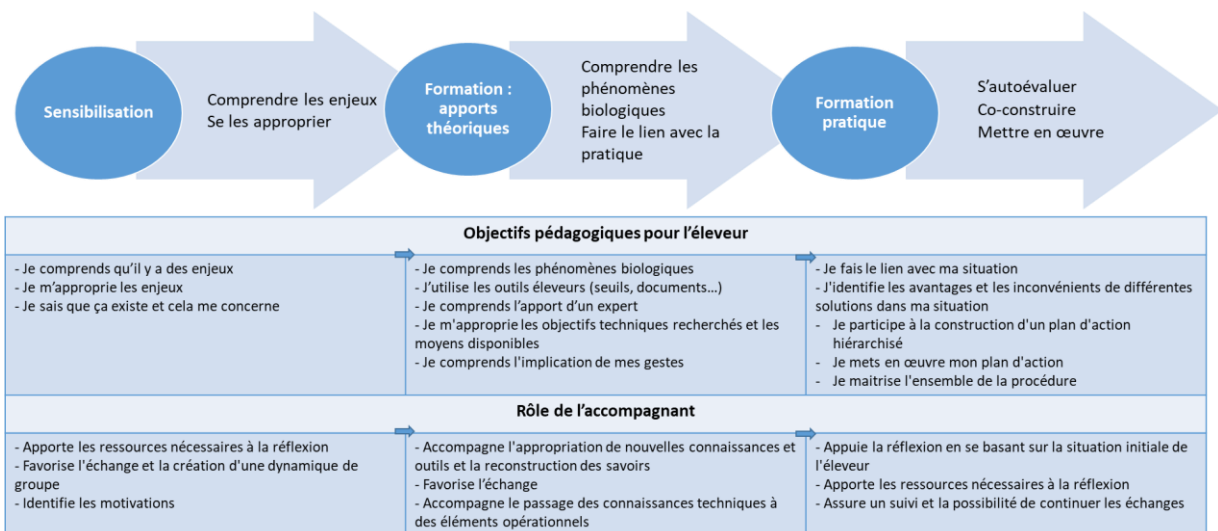 Sensibilisation
Comprendre les enjeux
Se les approprier
Formation :
apports
théoriques
Comprendre les
phénomènes
biologiques
Faire le lien avec la
pratique
Formation
pratique
S'autoévaluer
Co-construire
Mettre en œuvre
Objectifs pédagogiques pour l'éleveur
- Je comprends qu'il y a des enjeux
- Je m'approprie les enjeux
- Je sais que ça existe et cela me concerne
- Je comprends les phénomènes biologiques
- J'utilise les outils éleveurs (seuils, documents...)
- Je comprends l'apport d'un expert
- Je m'approprie les objectifs techniques recherchés et les
moyens disponibles
- Je comprends l'implication de mes gestes
- Je fais le lien avec ma situation
- J'identifie les avantages et les inconvénients de différentes
solutions dans ma situation
- Je participe à la construction d'un plan d'action
hiérarchisé
- Je mets en œuvre mon plan d'action
- Je maitrise l'ensemble de la procédure
Rôle de l'accompagnant
- Apporte les ressources nécessaires à la réflexion
- Favorise l'échange et la création d'une dynamique de
groupe
- Identifie les motivations
- Accompagne l'appropriation de nouvelles connaissances et
outils et la reconstruction des savoirs
- Favorise l'échange
- Accompagne le passage des connaissances techniques à
des éléments opérationnels
- Appuie la réflexion en se basant sur la situation initiale de
l'éleveur
- Apporte les ressources nécessaires à la réflexion
- Assure un suivi et la possibilité de continuer les échanges